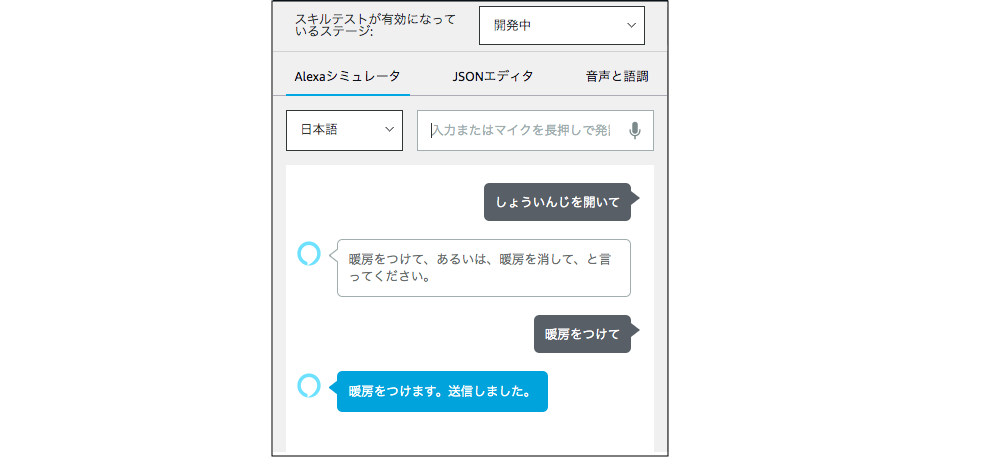 スキルテストが有効になって
いるステージ:
開発中
Alexaシミュレータ
JSONエディタ
音声と語調
日本語
入力またはマイクを長押しで発
しょういんじを開いて
暖房をつけて、あるいは、暖房を消して、と言
ってください。
暖房をつけて
暖房をつけます。送信しました。